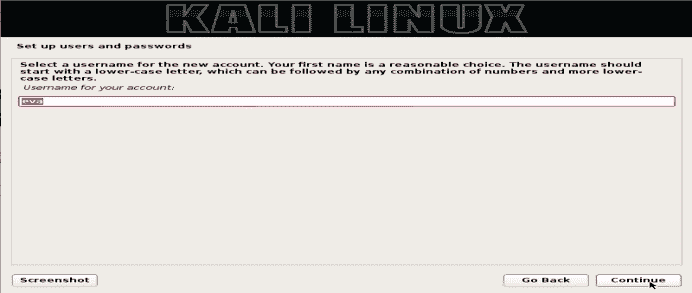 KALI LINUX
Set up users and passwords
Select a username for the new account. Your first name is a reasonable choice. The username should
start with a lower-case letter, which can be followed by any combination of numbers and more lower-
case letters.
Username for your account:
eva
Screenshot
Go Back
Continue